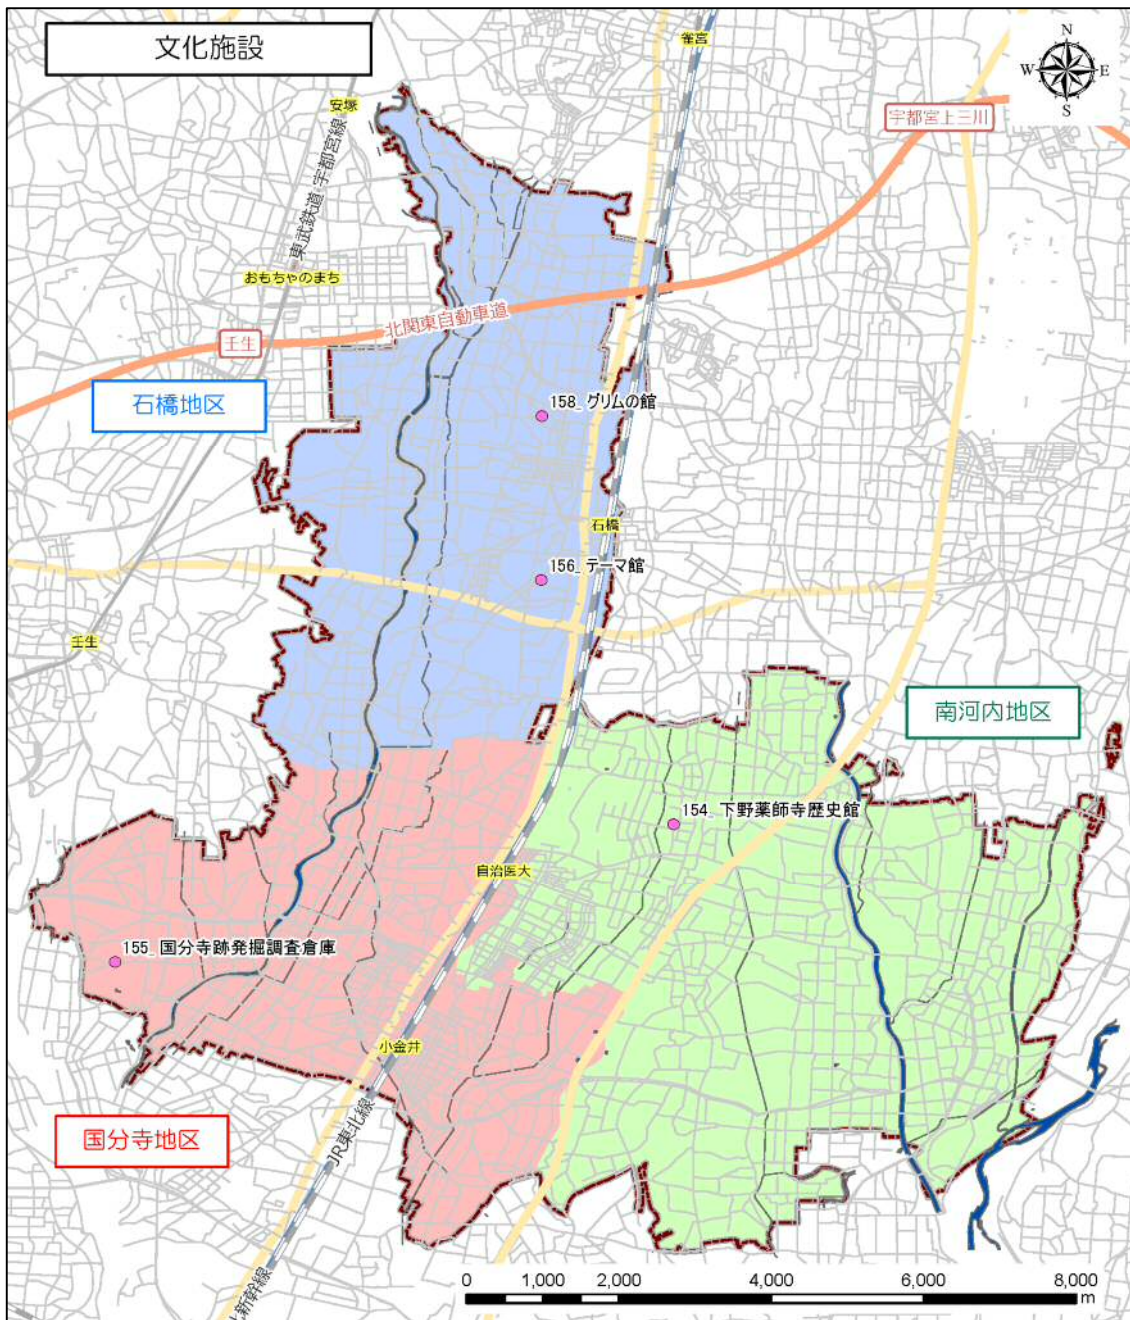 文化施設
雀宮
N
W
E
S
安塚
宇都宮上三川
東武鉄道 宇都宮線
おもちゃのまち
北関東自動車道
壬生
石橋地区
158_グリムの館
石橋
156_テーマ館
壬生
南河内地区
154_下野薬師寺歴史館
自治医大
155_国分寺跡発掘調査倉庫
小金井
国分寺地区
JR東北線
北新幹線
0 1,000 2,000 4,000 6,000 8,000
m